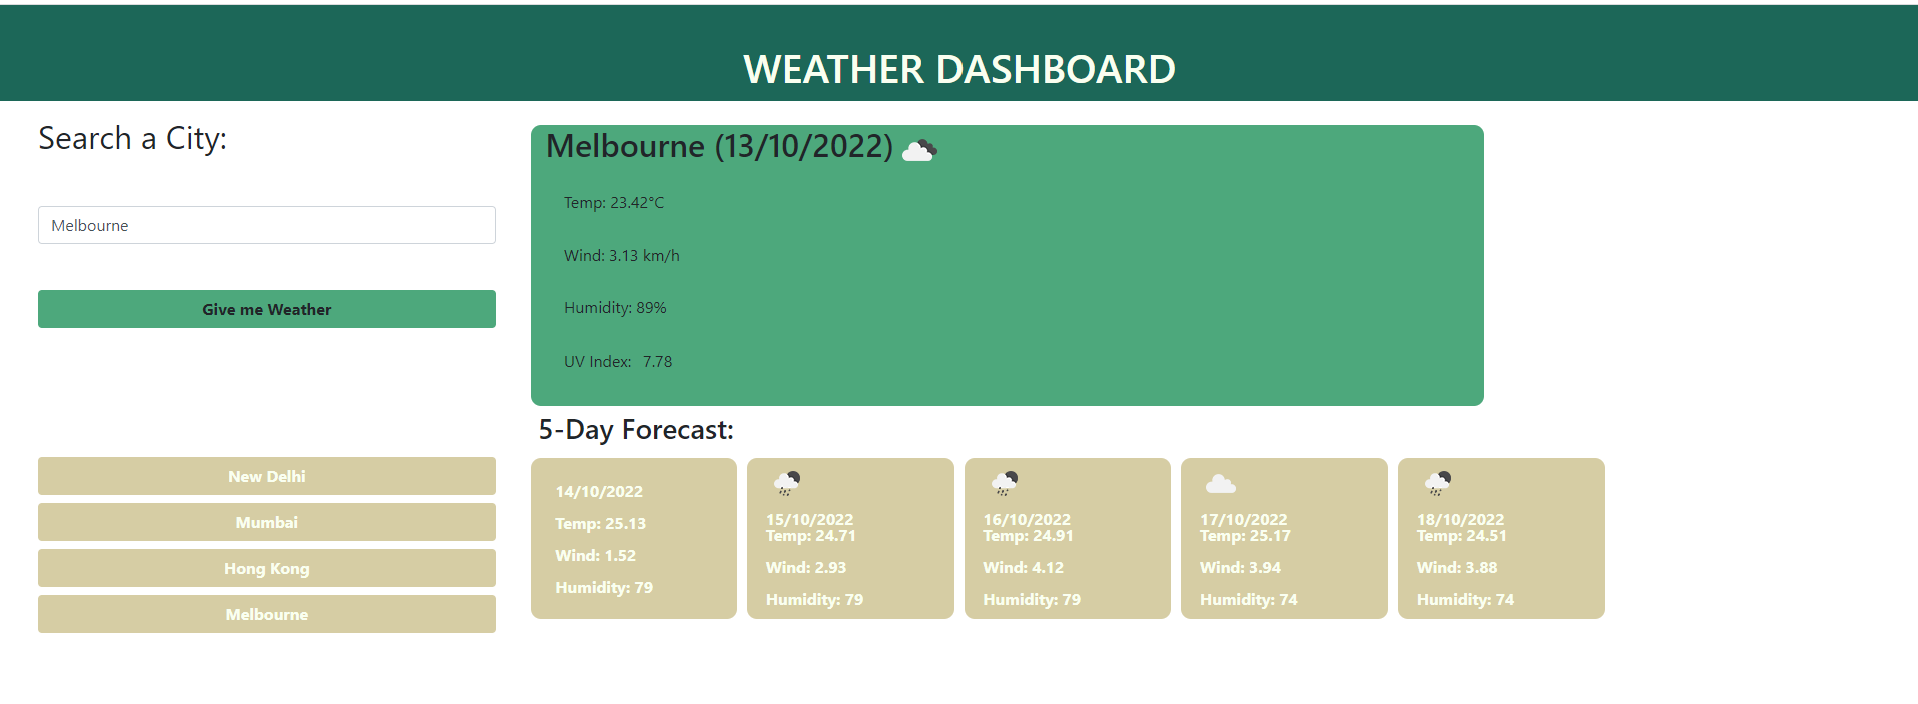 WEATHER DASHBOARD
Search a City:
Melbourne
Give me Weather
New Delhi
Mumbai
Hong Kong
Melbourne
Melbourne (13/10/2022)
Temp: 23.42°C
Wind: 3.13 km/h
Humidity: 89%
UV Index: 7.78
5-Day Forecast:
14/10/2022
Temp: 25.13
Wind: 1.52
Humidity: 79
15/10/2022
Temp: 24.71
Wind: 2.93
Humidity: 79
16/10/2022
Temp: 24.91
Wind: 4.12
Humidity: 79
17/10/2022
Temp: 25.17
Wind: 3.94
Humidity: 74
18/10/2022
Temp: 24.51
Wind: 3.88
Humidity: 74